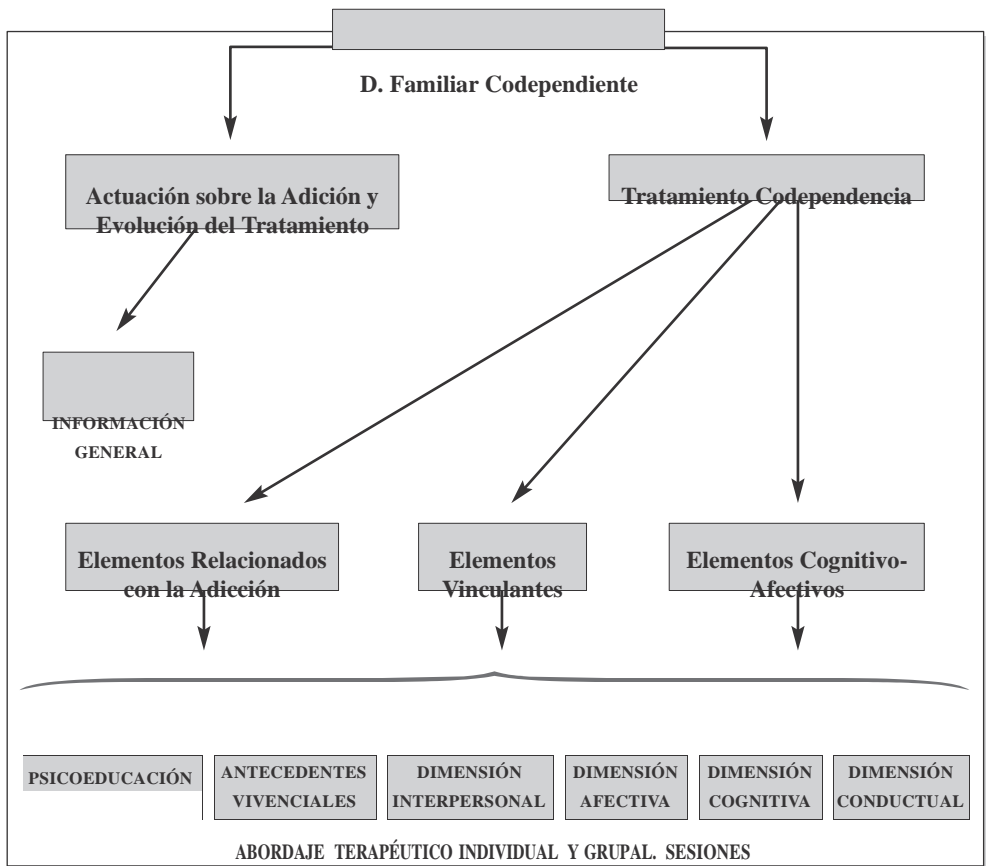 D. Familiar Codependiente
Actuación sobre la Adición y
Evolución del Tratamiento
Tratamiento Codependencia
INFORMACIÓN
GENERAL
Elementos Relacionados
con la Adicción
Elementos
Vinculantes
Elementos Cognitivo-
Afectivos
PSICOEDUCACIÓN
ANTECEDENTES
VIVENCIALES
DIMENSIÓN
INTERPERSONAL
DIMENSIÓN
AFECTIVA
DIMENSIÓN
COGNITIVA
DIMENSIÓN
CONDUCTUAL
ABORDAJE TERAPÉUTICO INDIVIDUAL Y GRUPAL. SESIONES